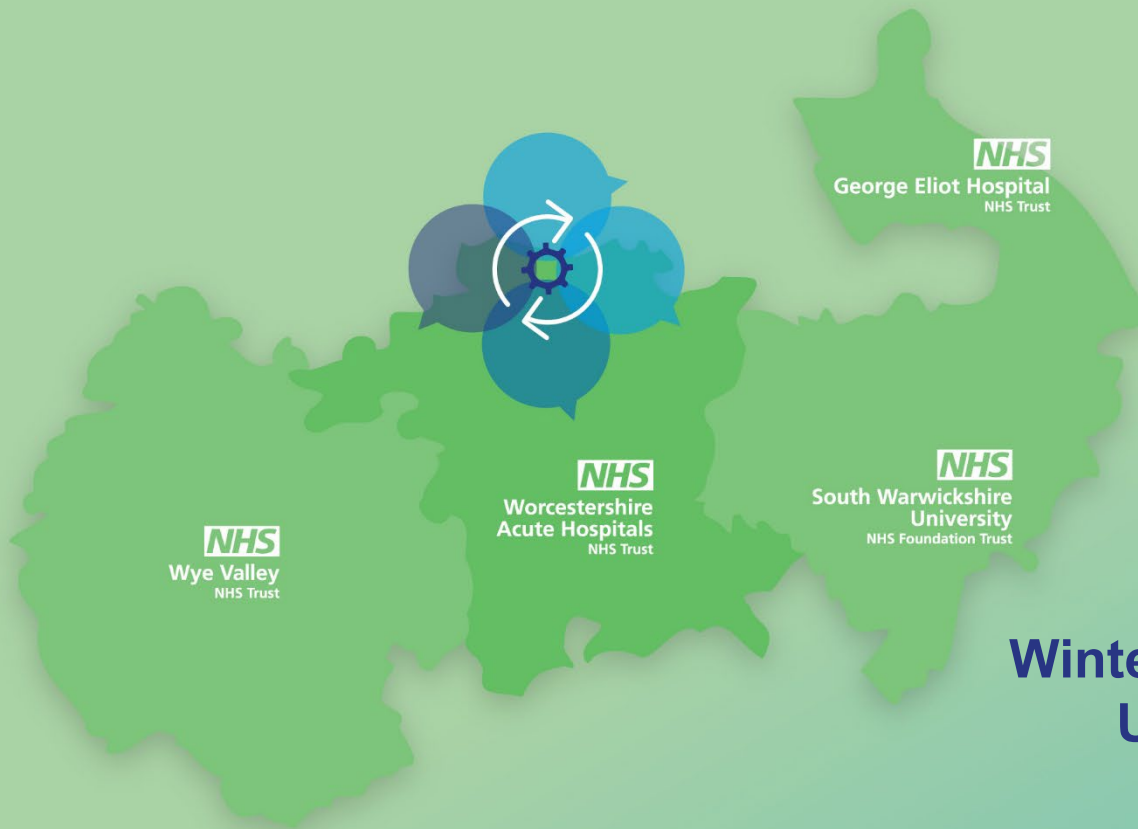 NHS
George Eliot Hospital
NHS Trust
NHS
Worcestershire
Acute Hospitals
NHS Trust
NHS
South Warwickshire
University
NHS Foundation Trust
NHS
Wye Valley
NHS Trust